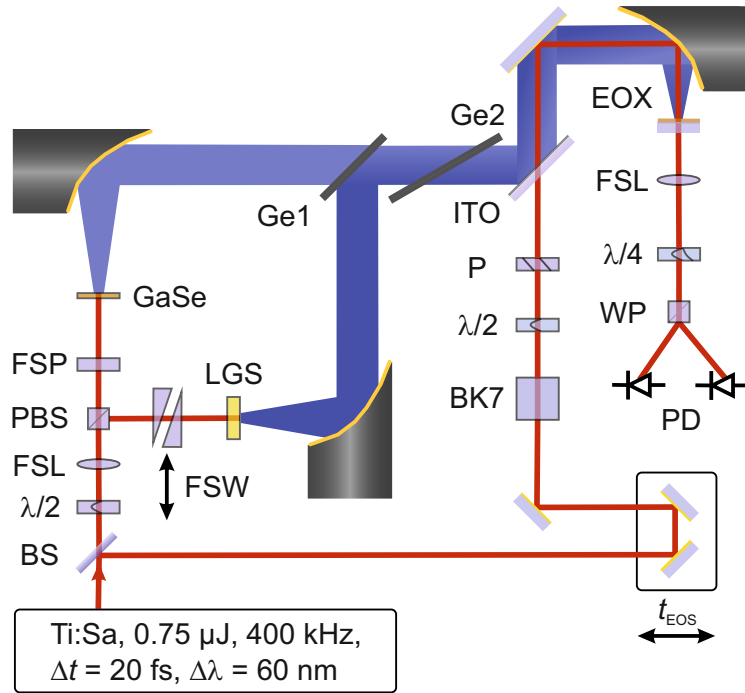 Ge2
EOX
Ge1
ITO
FSL
GaSe
P
λ/4
FSP
LGS
λ/2
WP
PBS
BK7
PD
FSL
FSW
λ/2
BS
t_EOS
Ti:Sa, 0.75 µJ, 400 kHz,
Δt = 20 fs, Δλ = 60 nm